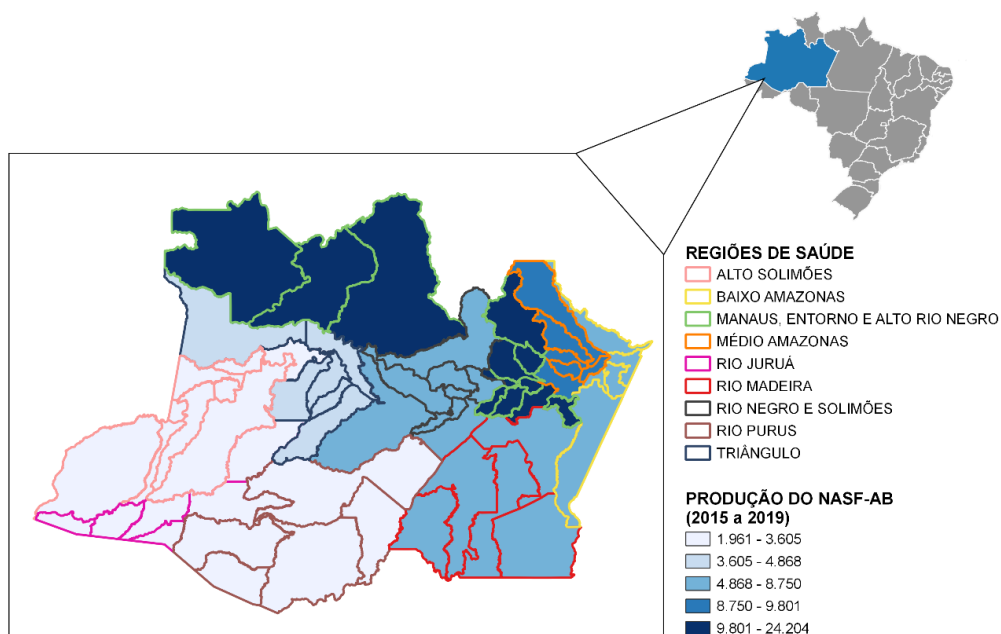 REGIÕES DE SAÚDE
ALTO SOLIMÕES
BAIXO AMAZONAS
MANAUS, ENTORNO E ALTO RIO NEGRO
MÉDIO AMAZONAS
RIO JURUÁ
RIO MADEIRA
RIO NEGRO E SOLIMÕES
RIO PURUS
TRIÂNGULO
PRODUÇÃO DO NASF-AB
(2015 a 2019)
1.961 - 3.605
3.605 - 4.868
4.868 - 8.750
8.750 - 9.801
9.801 - 24.204